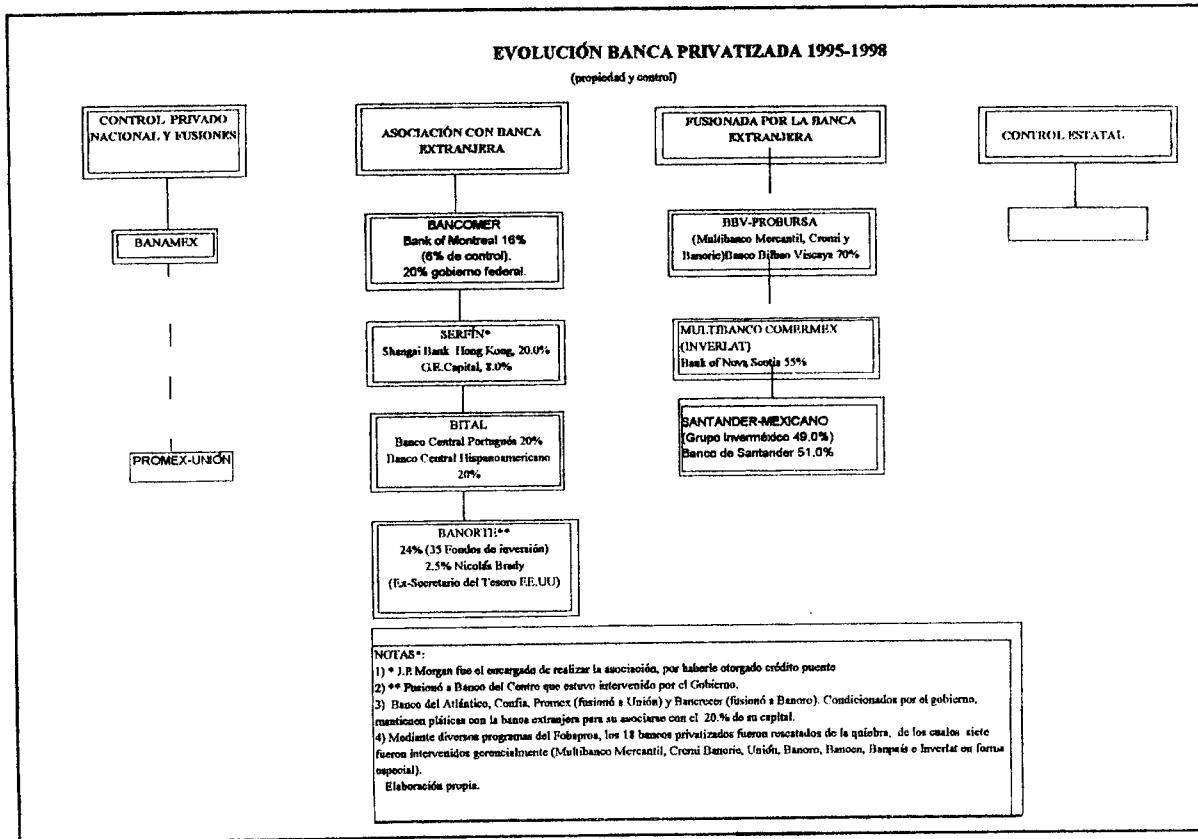 EVOLUCIÓN BANCA PRIVATIZADA 1995-1998
(propiedad y control)
CONTROL PRIVADO
NACIONAL Y FUSIONES
BANAMEX
PROMEX-UNIÓN
ASOCIACIÓN CON BANCA
EXTRANJERA
BANCOMER
Bank of Montreal 16%
(6% de control).
20% gobierno federal.
SERFÍN*
Shangai Bank Hong Kong, 20.0%
G.E.Capital, 8.0%
BITAL
Banco Central Portugués 20%
Banco Central Hispanoamericano
20%
BANORTE**
24% (35 Fondos de inversión)
2.5% Nicolás Brady
(Ex-Secretario del Tesoro EE.UU)
FUSIONADA POR LA BANCA
EXTRANJERA
BBV-PROBURSA
(Multibanco Mercantil, Cremi y
Banorie)Banco Bilbao Viscaya 70%
MULTIBANCO COMERMEX
(INVERLAT)
Bank of Nova Scotia 55%
SANTANDER-MEXICANO
(Grupo Inverméxico 49.0%)
Banco de Santander 51.0%
CONTROL ESTATAL
NOTAS*:
1) * J.P. Morgan fue el encargado de realizar la asociación, por haberle otorgado crédito puente
2) ** Fusionó a Banco del Centro que estuvo intervenido por el Gobierno.
3) Banco del Atlántico, Confia, Promex (fusionó a Unión) y Bancrecer (fusionó a Banoro). Condicionados por el gobierno,
mantienen pláticas con la banca extranjera para su asociarse con el 20.% de su capital.
4) Mediante diversos programas del Fobaproa, los 18 bancos privatizados fueron rescatados de la quiebra, de los cuales siete
fueron intervenidos gerencialmente (Multibanco Mercantil, Cremi Banorie, Unión, Banoro, Banoen, Banpaís e Inverlat en forma
especial).
Elaboración propia.